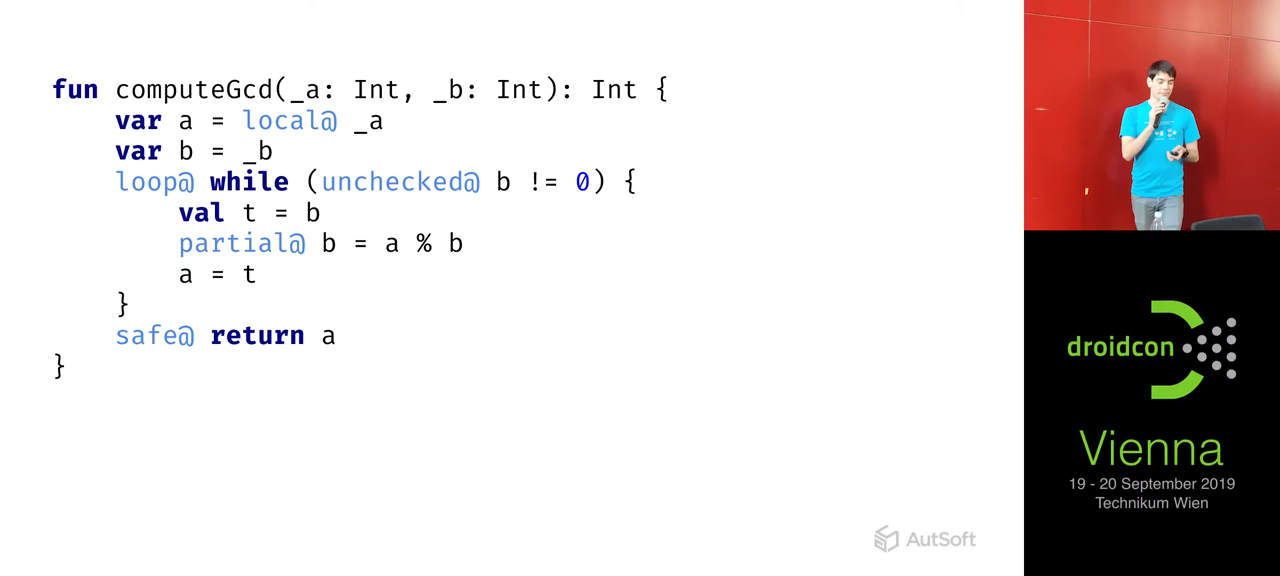 fun computeGcd(_a: Int, _b: Int): Int {
    var a = local@ _a
    var b = _b
    loop@ while (unchecked@ b != 0) {
        val t = b
        partial@ b = a % b
        a = t
    }
    safe@ return a
}
AutSoft
droidcon
Vienna
19 - 20 September 2019
Technikum Wien